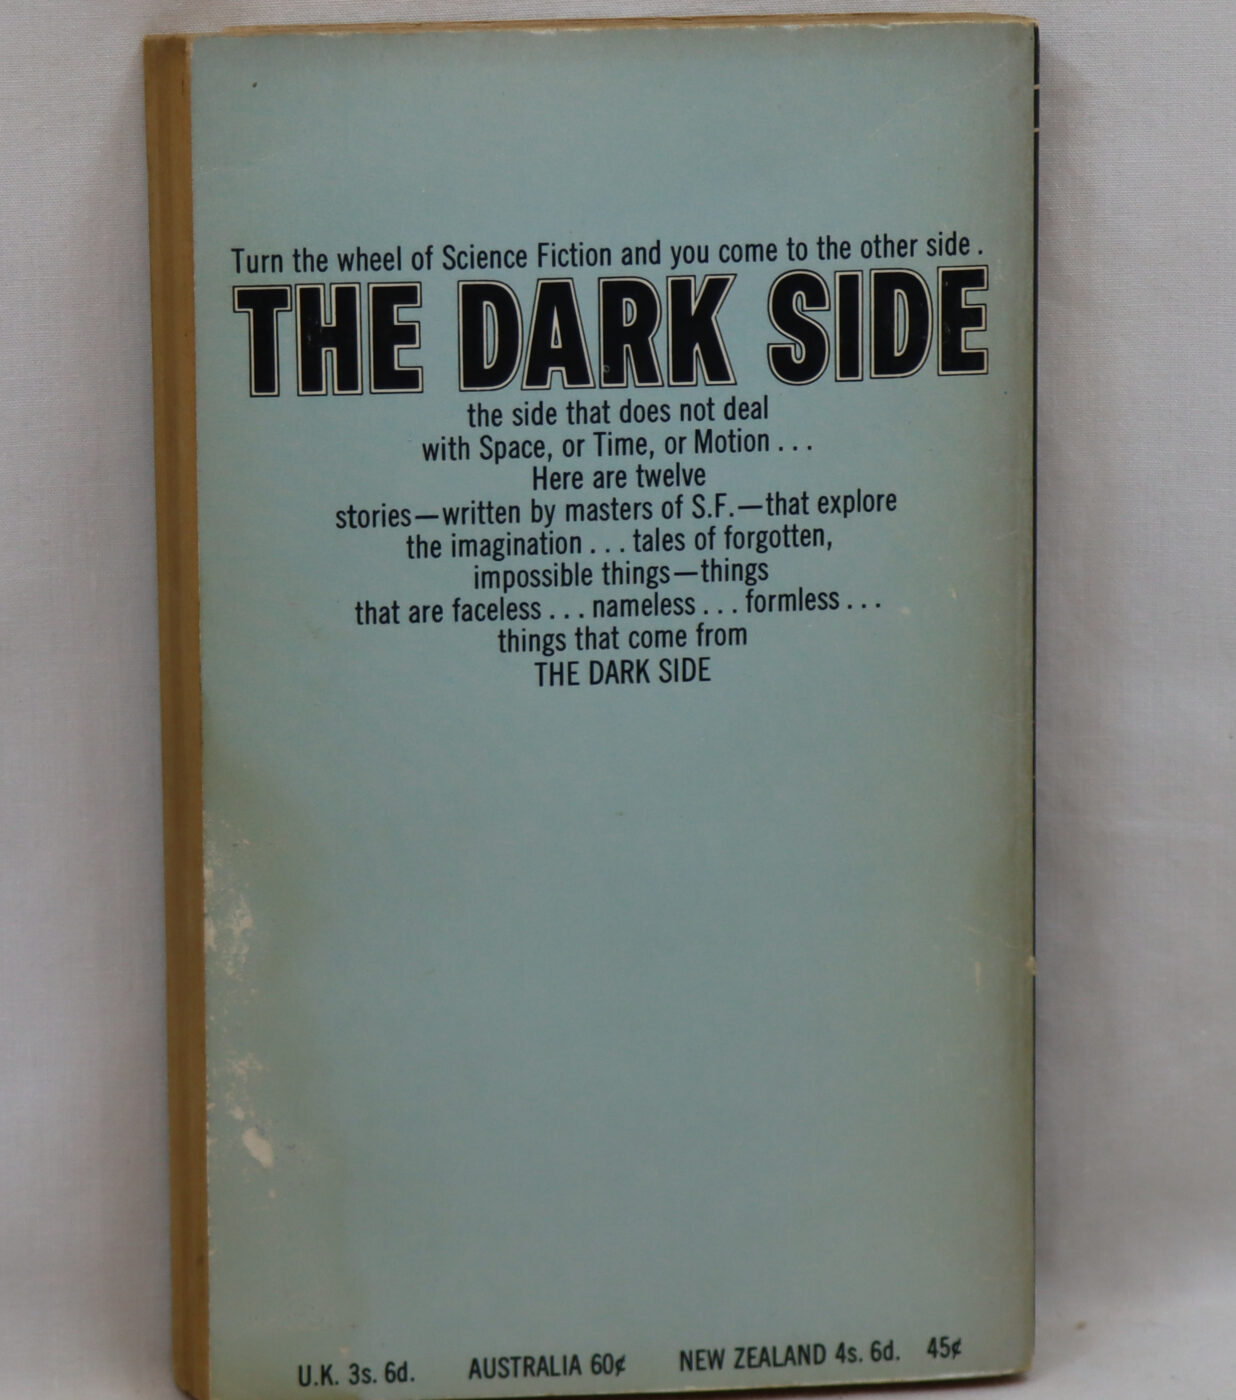 Turn the wheel of Science Fiction and you come to the other side.
THE DARK SIDE
the side that does not deal
with Space, or Time, or Motion . . .
Here are twelve
stories—written by masters of S.F.—that explore
the imagination . . . tales of forgotten,
impossible things—things
that are faceless . . . nameless . . . formless . . .
things that come from
THE DARK SIDE
U.K. 3s. 6d. AUSTRALIA 60¢ NEW ZEALAND 4s. 6d. 45¢